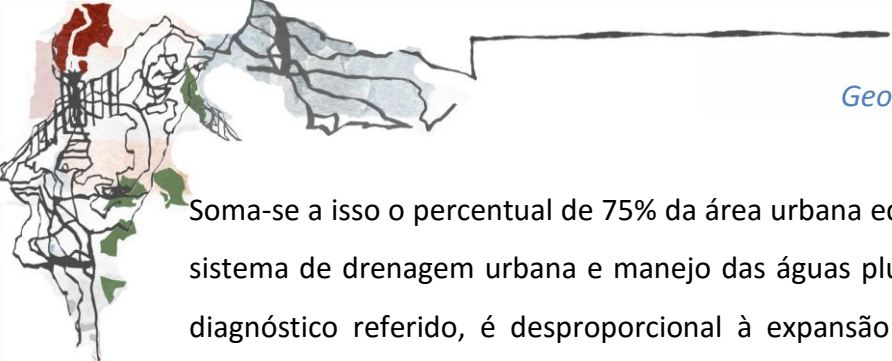 Geo
Soma-se a isso o percentual de 75% da área urbana
sistema de drenagem urbana e manejo das águas
diagnóstico referido, é desproporcional à expansão